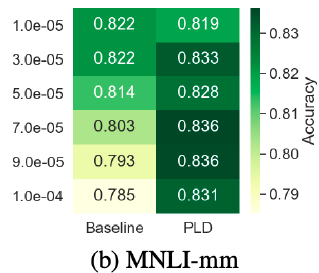 1.0e-05 0.822 0.819
3.0e-05 0.822 0.833
5.0e-05 0.814 0.828
7.0e-05 0.803 0.836
9.0e-05 0.793 0.836
1.0e-04 0.785 0.831
Baseline PLD
0.83
0.82
0.81
0.80
0.79
Accuracy
(b) MNLI-mm